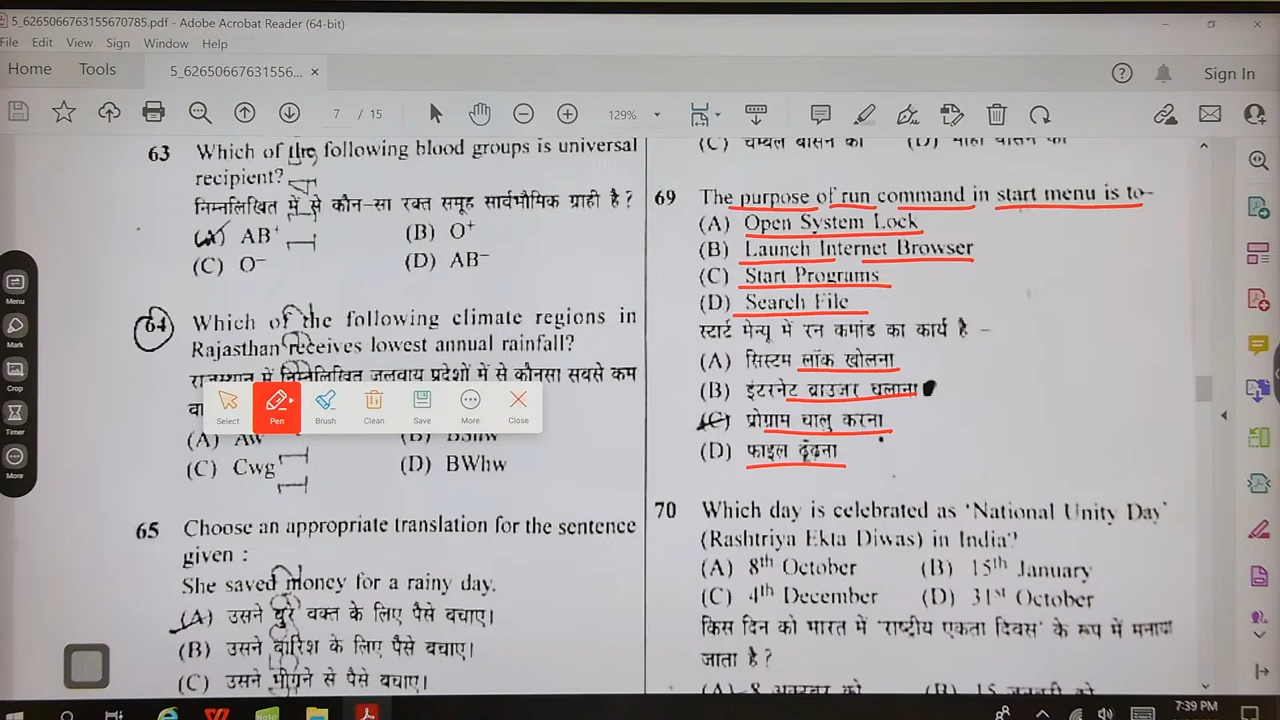 5_6265066763155670785.pdf - Adobe Acrobat Reader (64-bit)
File Edit View Sign Window Help
Home Tools 5_62650667631556... × Sign In
7 / 15 129%
63 Which of the following blood groups is universal
recipient?
निम्नलिखित में से कौन-सा रक्त समूह सार्वभौमिक ग्राही है ?
(A) AB⁺ (B) O⁺
(C) O⁻ (D) AB⁻
64 Which of the following climate regions in
Rajasthan receives lowest annual rainfall?
राजस्थान में निम्नलिखित जलवायु प्रदेशों में से कौनसा सबसे कम
वा
(A) Aw (B) BShw
(C) Cwg (D) BWhw
65 Choose an appropriate translation for the sentence
given :
She saved money for a rainy day.
(A) उसने बुरे वक्त के लिए पैसे बचाए।
(B) उसने बारिश के लिए पैसे बचाए।
(C) उसने भीगने से पैसे बचाए।
69 The purpose of run command in start menu is to-
(A) Open System Lock
(B) Launch Internet Browser
(C) Start Programs
(D) Search File
स्टार्ट मेन्यू में रन कमांड का कार्य है –
(A) सिस्टम लॉक खोलना
(B) इंटरनेट ब्राउजर चलाना
(C) प्रोग्राम चालु करना
(D) फाइल ढूंढ़ना
70 Which day is celebrated as 'National Unity Day'
(Rashtriya Ekta Diwas) in India?
(A) 8th October (B) 15th January
(C) 4th December (D) 31st October
किस दिन को भारत में 'राष्ट्रीय एकता दिवस' के रूप में मनाया
जाता है ?
(A) 8 अक्टूबर को (B) 15 जनवरी को
Menu
Mark
Crop
Timer
More
Select Pen Brush Clean Save More Close
7:39 PM